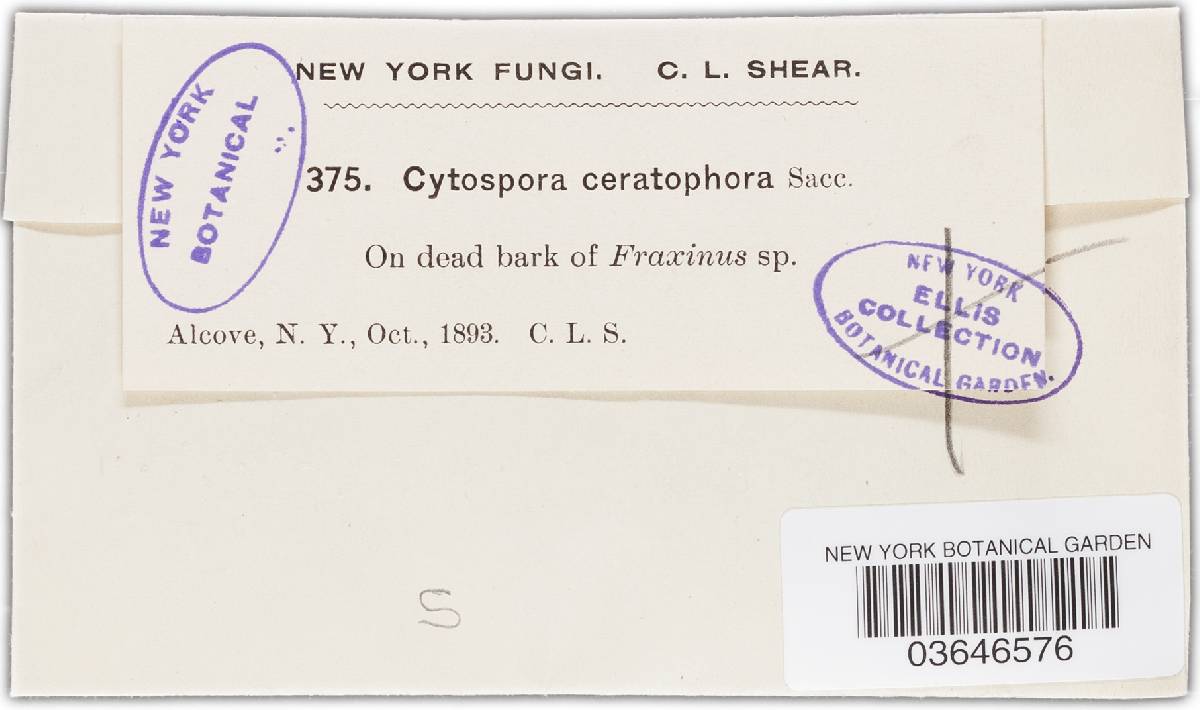 NEW YORK FUNGI. C. L. SHEAR.
NEW YORK
BOTANICAL
375. Cytospora ceratophora Sacc.
On dead bark of Fraxinus sp.
Alcove, N. Y., Oct., 1893. C. L. S.
NEW YORK
ELLIS
COLLECTION
BOTANICAL GARDEN.
S
NEW YORK BOTANICAL GARDEN
03646576